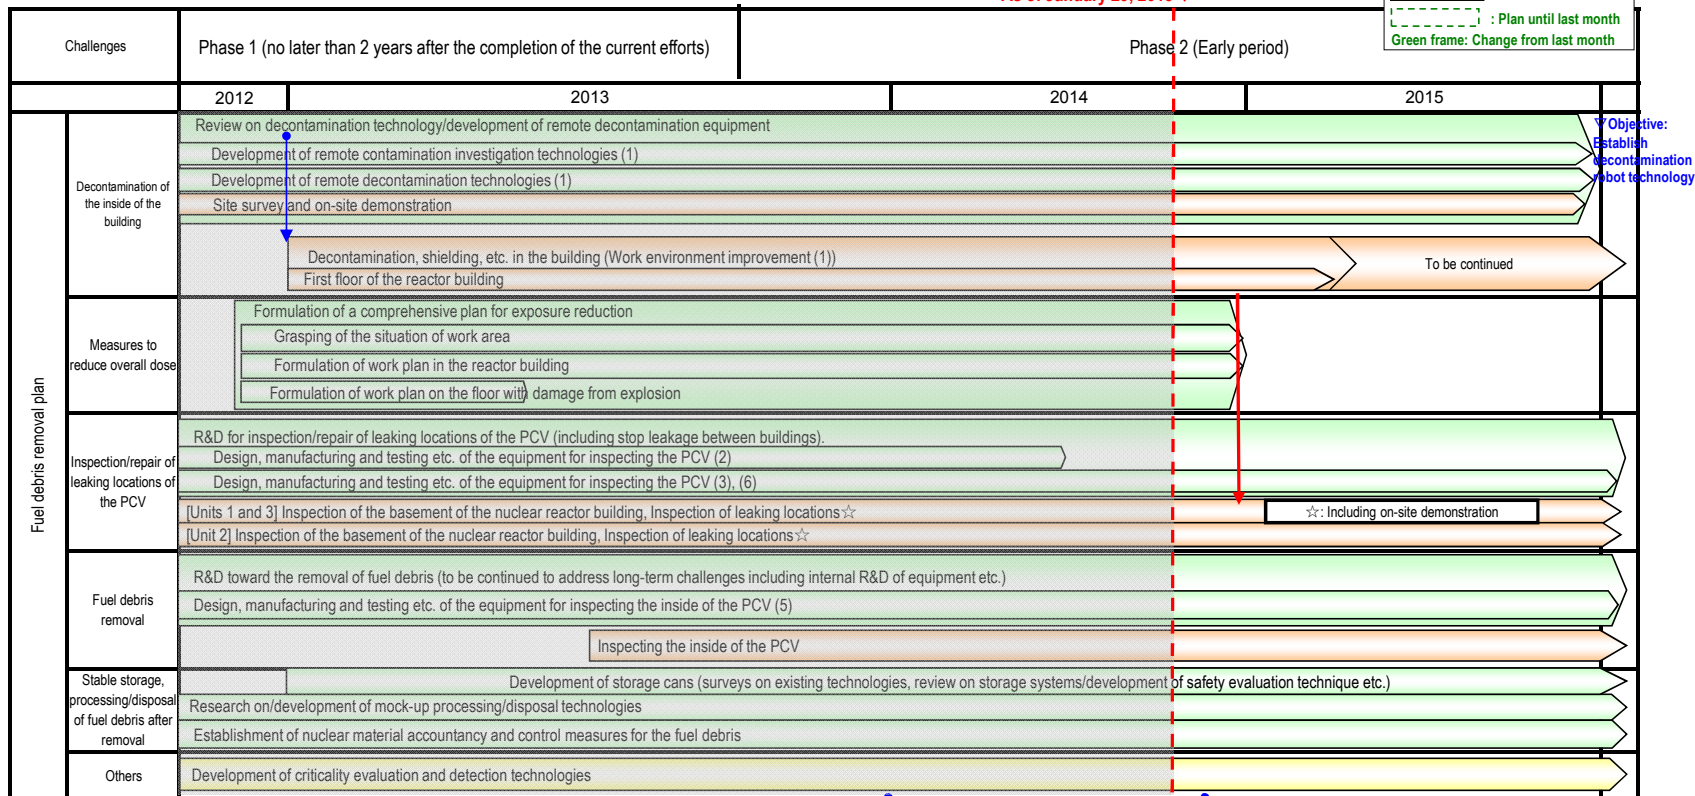 : Plan until last month
Green frame: Change from last month
Challenges
Phase 1 (no later than 2 years after the completion of the current efforts)
Phase 2 (Early period)
2012
2013
2014
2015
Fuel debris removal plan
Decontamination of
the inside of the
building
Review on decontamination technology/development of remote decontamination equipment
Development of remote contamination investigation technologies (1)
Development of remote decontamination technologies (1)
Site survey and on-site demonstration
▽Objective:
Establish
decontamination
robot technology
Decontamination, shielding, etc. in the building (Work environment improvement (1))
First floor of the reactor building
To be continued
Measures to
reduce overall dose
Formulation of a comprehensive plan for exposure reduction
Grasping of the situation of work area
Formulation of work plan in the reactor building
Formulation of work plan on the floor with damage from explosion
Inspection/repair of
leaking locations of
the PCV
R&D for inspection/repair of leaking locations of the PCV (including stop leakage between buildings).
Design, manufacturing and testing etc. of the equipment for inspecting the PCV (2)
Design, manufacturing and testing etc. of the equipment for inspecting the PCV (3), (6)
[Units 1 and 3] Inspection of the basement of the nuclear reactor building, Inspection of leaking locations☆
☆: Including on-site demonstration
[Unit 2] Inspection of the basement of the nuclear reactor building, Inspection of leaking locations☆
Fuel debris
removal
R&D toward the removal of fuel debris (to be continued to address long-term challenges including internal R&D of equipment etc.)
Design, manufacturing and testing etc. of the equipment for inspecting the inside of the PCV (5)
Inspecting the inside of the PCV
Stable storage,
processing/disposal
of fuel debris after
removal
Development of storage cans (surveys on existing technologies, review on storage systems/development of safety evaluation technique etc.)
Research on/development of mock-up processing/disposal technologies
Establishment of nuclear material accountancy and control measures for the fuel debris
Others
Development of criticality evaluation and detection technologies